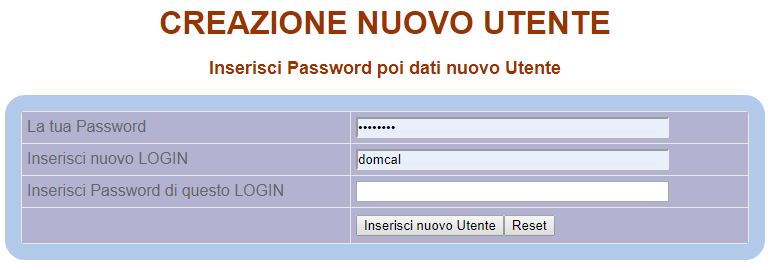 CREAZIONE NUOVO UTENTE
Inserisci Password poi dati nuovo Utente
La tua Password ••••••••
Inserisci nuovo LOGIN domcal
Inserisci Password di questo LOGIN
Inserisci nuovo Utente Reset